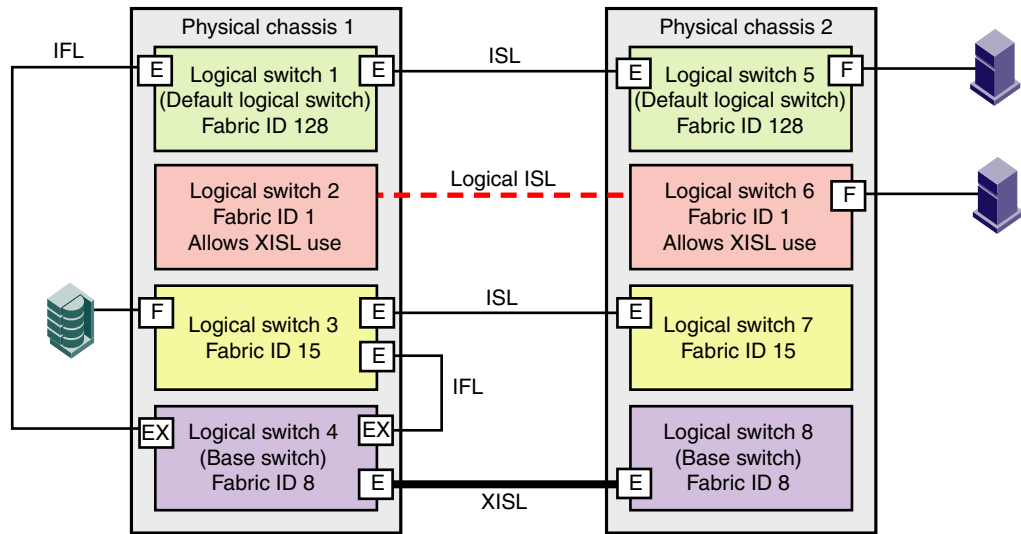 Physical chassis 1
Physical chassis 2
IFL
E
Logical switch 1
(Default logical switch)
Fabric ID 128
E
ISL
E
Logical switch 5
(Default logical switch)
Fabric ID 128
F
Logical switch 2
Fabric ID 1
Allows XISL use
Logical ISL
Logical switch 6
Fabric ID 1
Allows XISL use
F
F
Logical switch 3
Fabric ID 15
E
E
ISL
E
Logical switch 7
Fabric ID 15
IFL
EX
Logical switch 4
(Base switch)
Fabric ID 8
EX
E
XISL
E
Logical switch 8
(Base switch)
Fabric ID 8